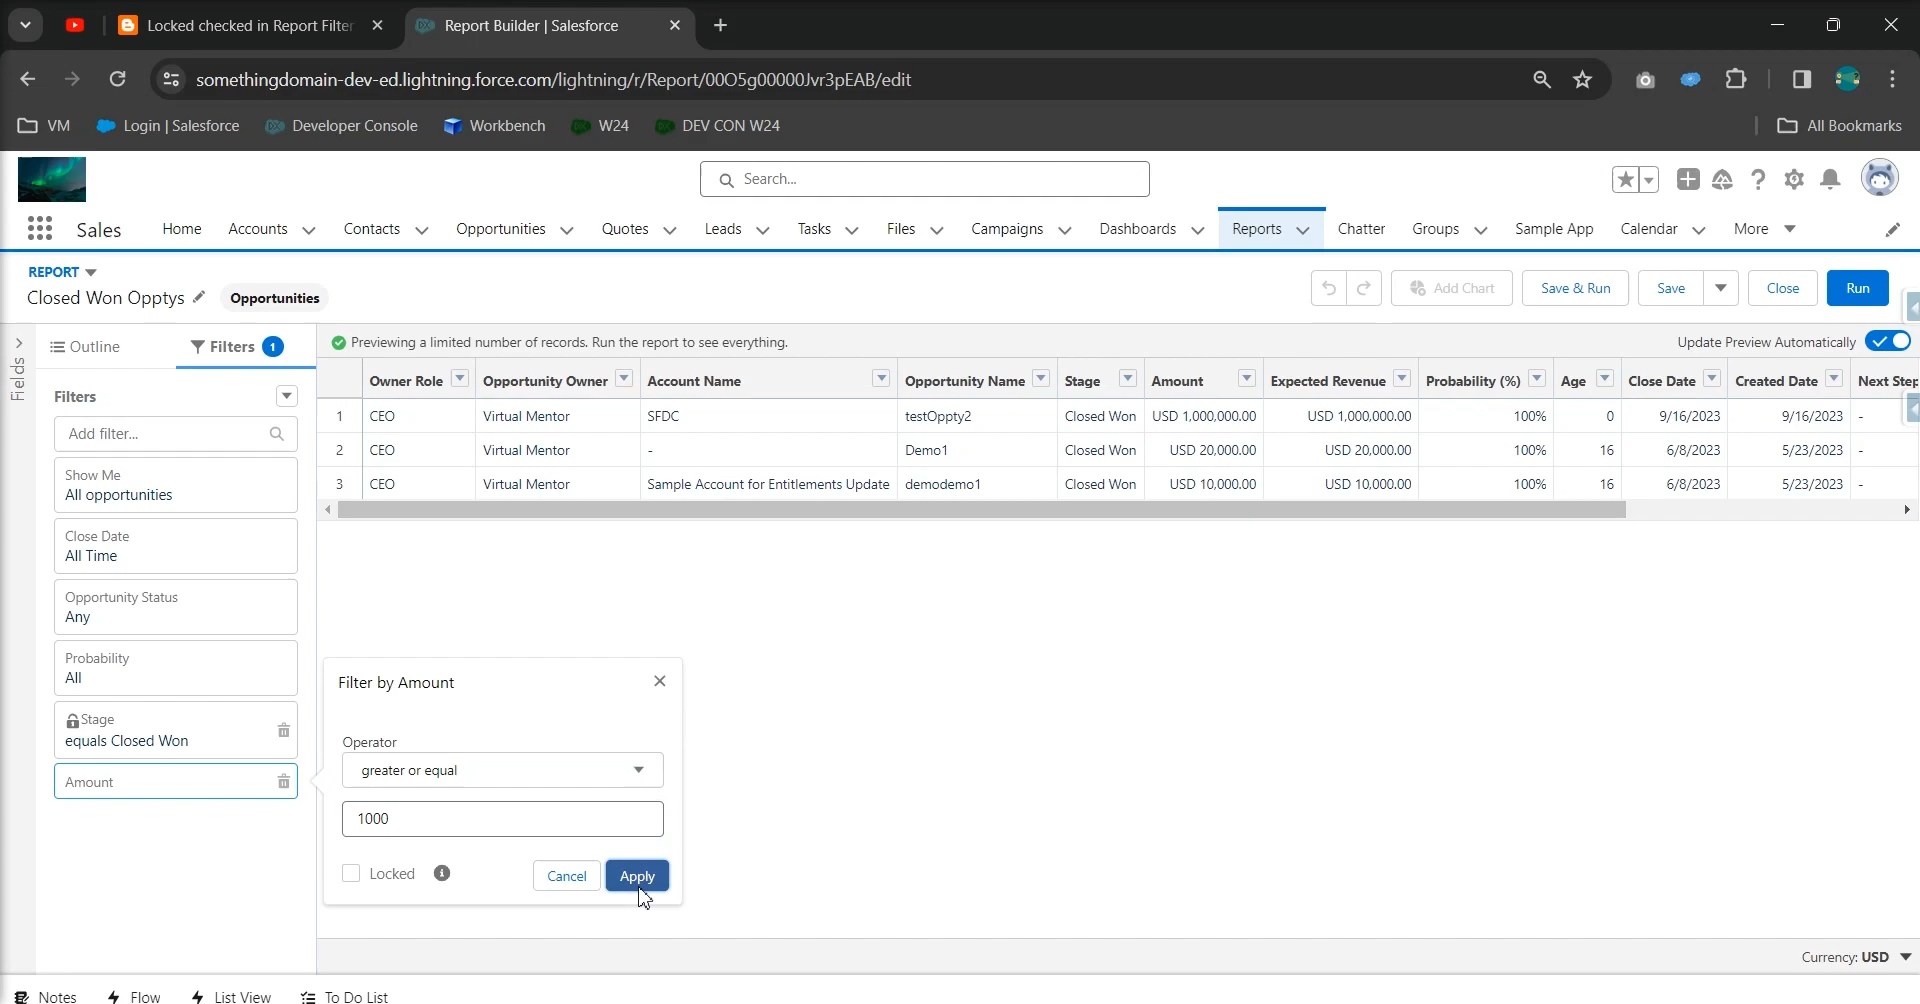 Locked checked in Report Filter
Report Builder | Salesforce
somethingdomain-dev-ed.lightning.force.com/lightning/r/Report/00O5g00000Jvr3pEAB/edit
VM Login | Salesforce Developer Console Workbench W24 DEV CON W24 All Bookmarks
Search...
Sales Home Accounts Contacts Opportunities Quotes Leads Tasks Files Campaigns Dashboards Reports Chatter Groups Sample App Calendar More
REPORT
Closed Won Opptys Opportunities
Add Chart Save & Run Save Close Run
Fields
Outline Filters 1
Previewing a limited number of records. Run the report to see everything. Update Preview Automatically
Owner Role Opportunity Owner Account Name Opportunity Name Stage Amount Expected Revenue Probability (%) Age Close Date Created Date Next Step
1 CEO Virtual Mentor SFDC testOppty2 Closed Won USD 1,000,000.00 USD 1,000,000.00 100% 0 9/16/2023 9/16/2023 -
2 CEO Virtual Mentor - Demo1 Closed Won USD 20,000.00 USD 20,000.00 100% 16 6/8/2023 5/23/2023 -
3 CEO Virtual Mentor Sample Account for Entitlements Update demodemo1 Closed Won USD 10,000.00 USD 10,000.00 100% 16 6/8/2023 5/23/2023 -
Filters
Add filter...
Show Me
All opportunities
Close Date
All Time
Opportunity Status
Any
Probability
All
Stage
equals Closed Won
Amount
Filter by Amount
Operator
greater or equal
1000
Locked Cancel Apply
Currency: USD
Notes Flow List View To Do List